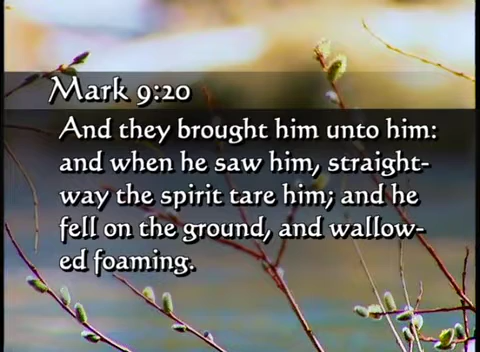 Mark 9:20
And they brought him unto him:
and when he saw him, straight-
way the spirit tare him; and he
fell on the ground, and wallow-
ed foaming.